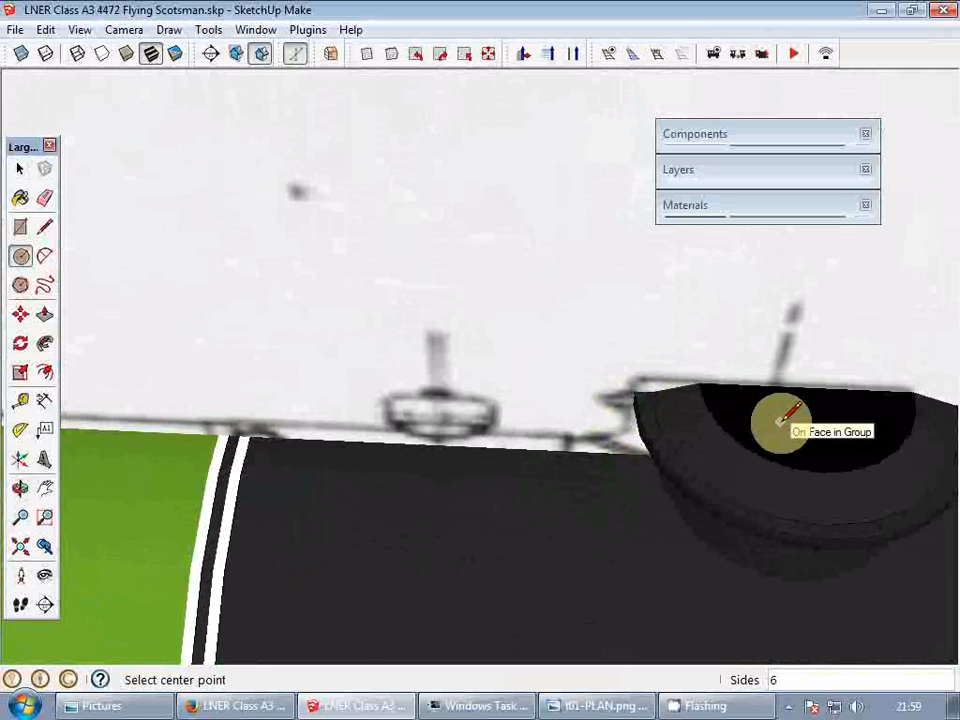 LNER Class A3 4472 Flying Scotsman.skp - SketchUp Make
File Edit View Camera Draw Tools Window Plugins Help
Components
Layers
Materials
Larg...
A1
On Face in Group
Select center point
Sides 6
Pictures
LNER Class A3 ...
LNER Class A3 ...
Windows Task ...
t01-PLAN.png ...
Flashing
21:59